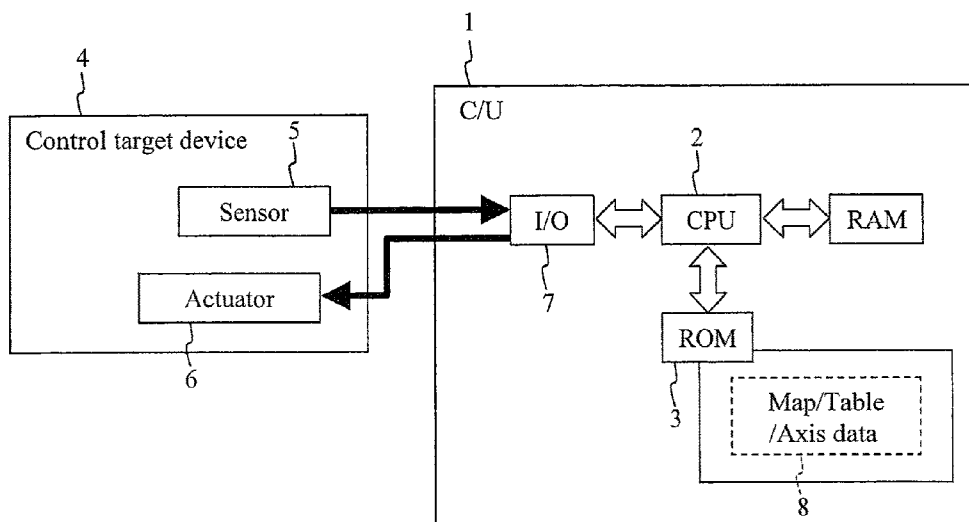 1
4
C/U
Control target device
5
2
Sensor
I/O
CPU
RAM
7
Actuator
6
ROM
3
Map/Table
/Axis data
8